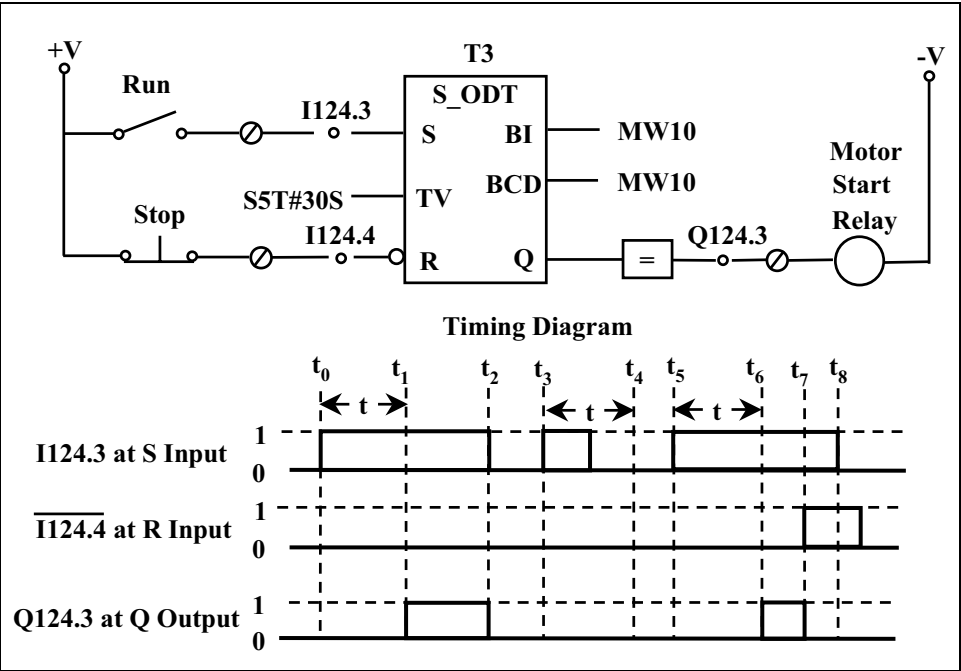 +V
T3
-V
Run
S_ODT
I124.3
S
BI
MW10
Motor
Start
Relay
S5T#30S
TV
BCD
MW10
Stop
I124.4
R
Q
=
Q124.3
Timing Diagram
t0 t1 t2 t3 t4 t5 t6 t7 t8
t t t
I124.3 at S Input 1 0
I124.4 at R Input 1 0
Q124.3 at Q Output 1 0